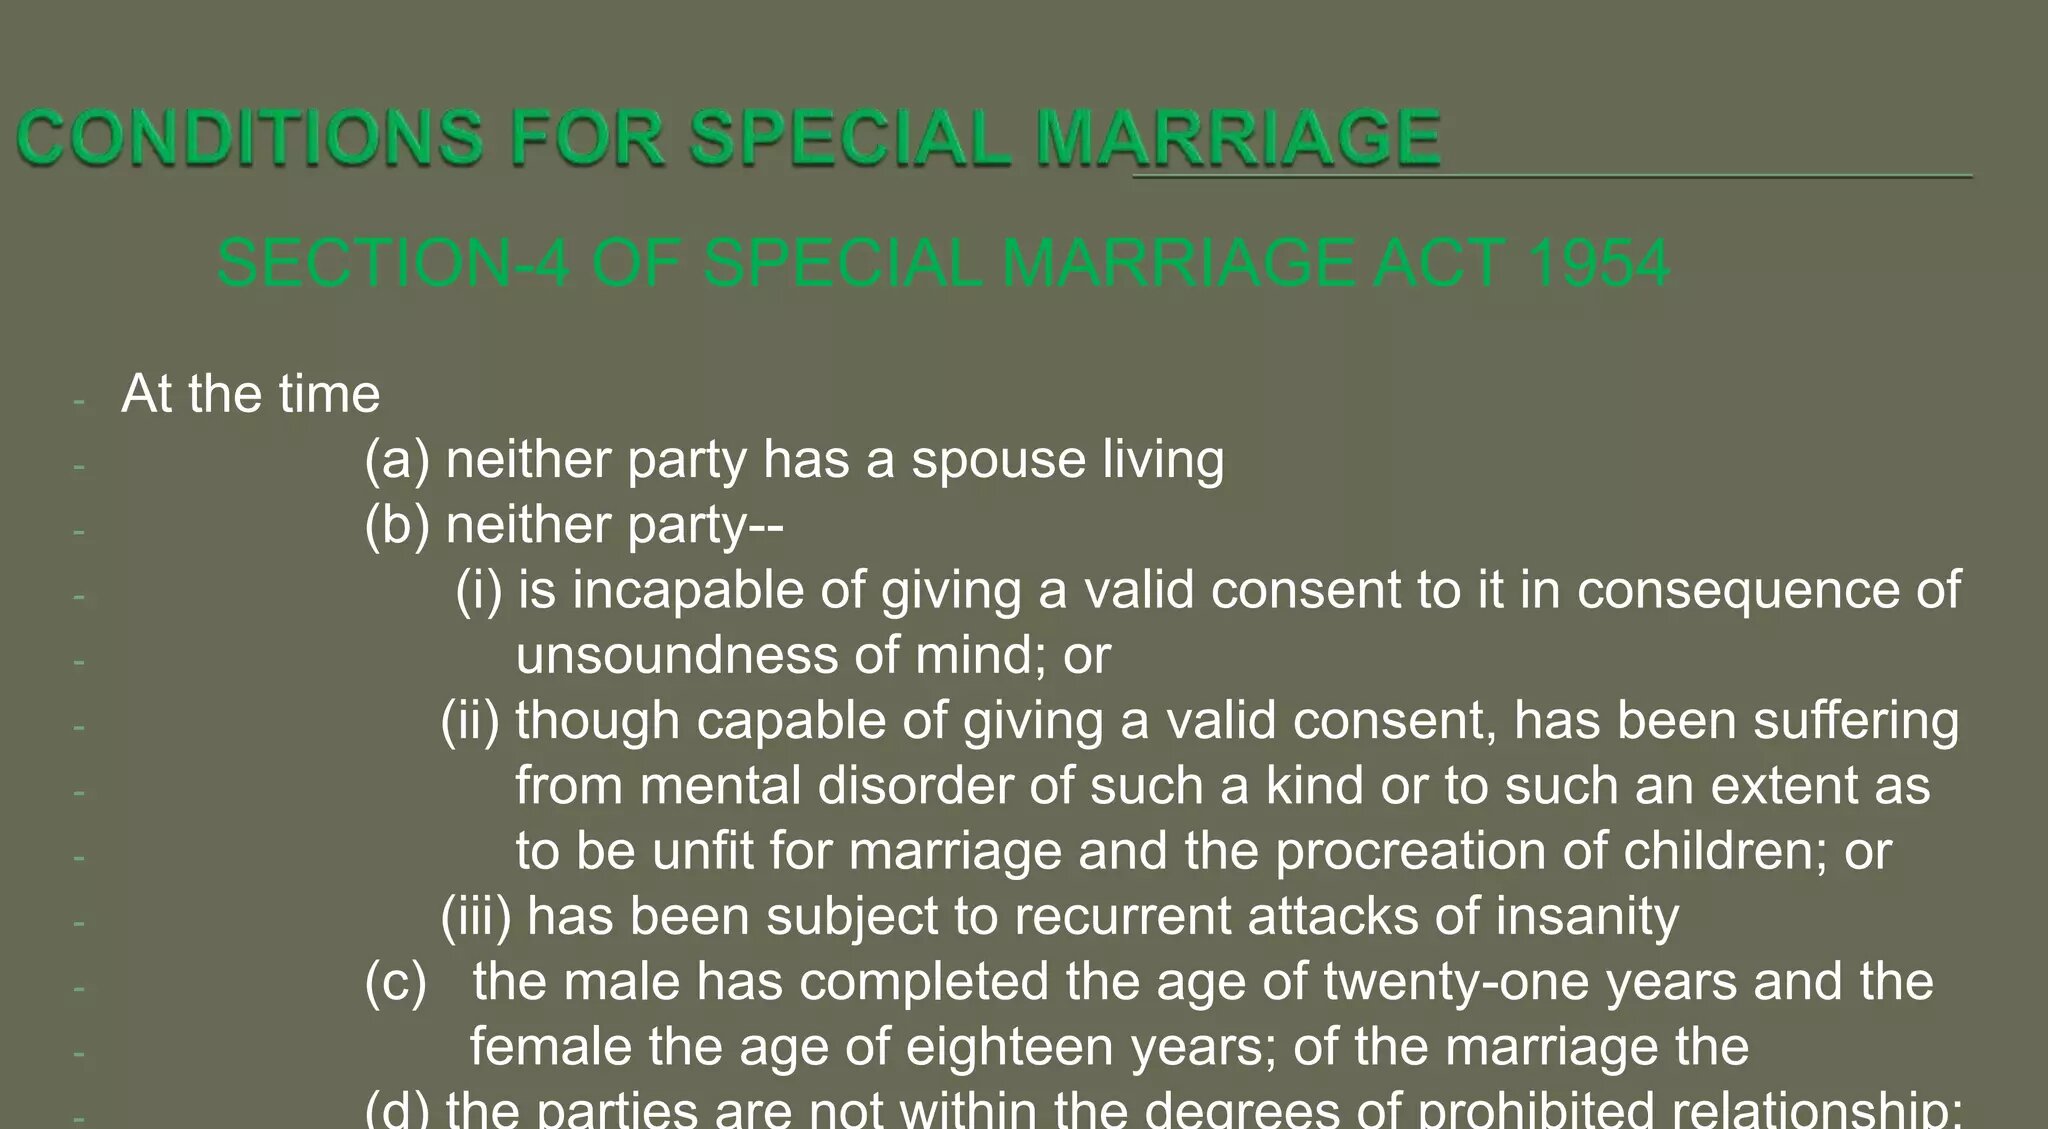 CONDITIONS FOR SPECIAL MARRIAGE
SECTION-4 OF SPECIAL MARRIAGE ACT 1954
- At the time
- (a) neither party has a spouse living
- (b) neither party--
- (i) is incapable of giving a valid consent to it in consequence of
- unsoundness of mind; or
- (ii) though capable of giving a valid consent, has been suffering
- from mental disorder of such a kind or to such an extent as
- to be unfit for marriage and the procreation of children; or
- (iii) has been subject to recurrent attacks of insanity
- (c) the male has completed the age of twenty-one years and the
- female the age of eighteen years; of the marriage the
- (d) the parties are not within the degrees of prohibited relationship: